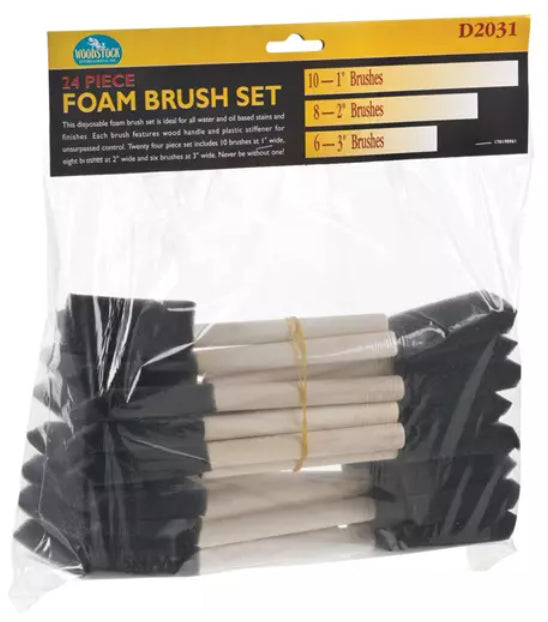 WOODSTOCK
D2031
24 PIECE
FOAM BRUSH SET
This disposable foam brush set is ideal for all water and oil based stains and
finishes. Each brush features wood handle and plastic stiffener for
unsurpassed control. Twenty four piece set includes 10 brushes at 1" wide,
eight brushes at 2" wide and six brushes at 3" wide. Never be without one!
10 — 1" Brushes
8 — 2" Brushes
6 — 3" Brushes